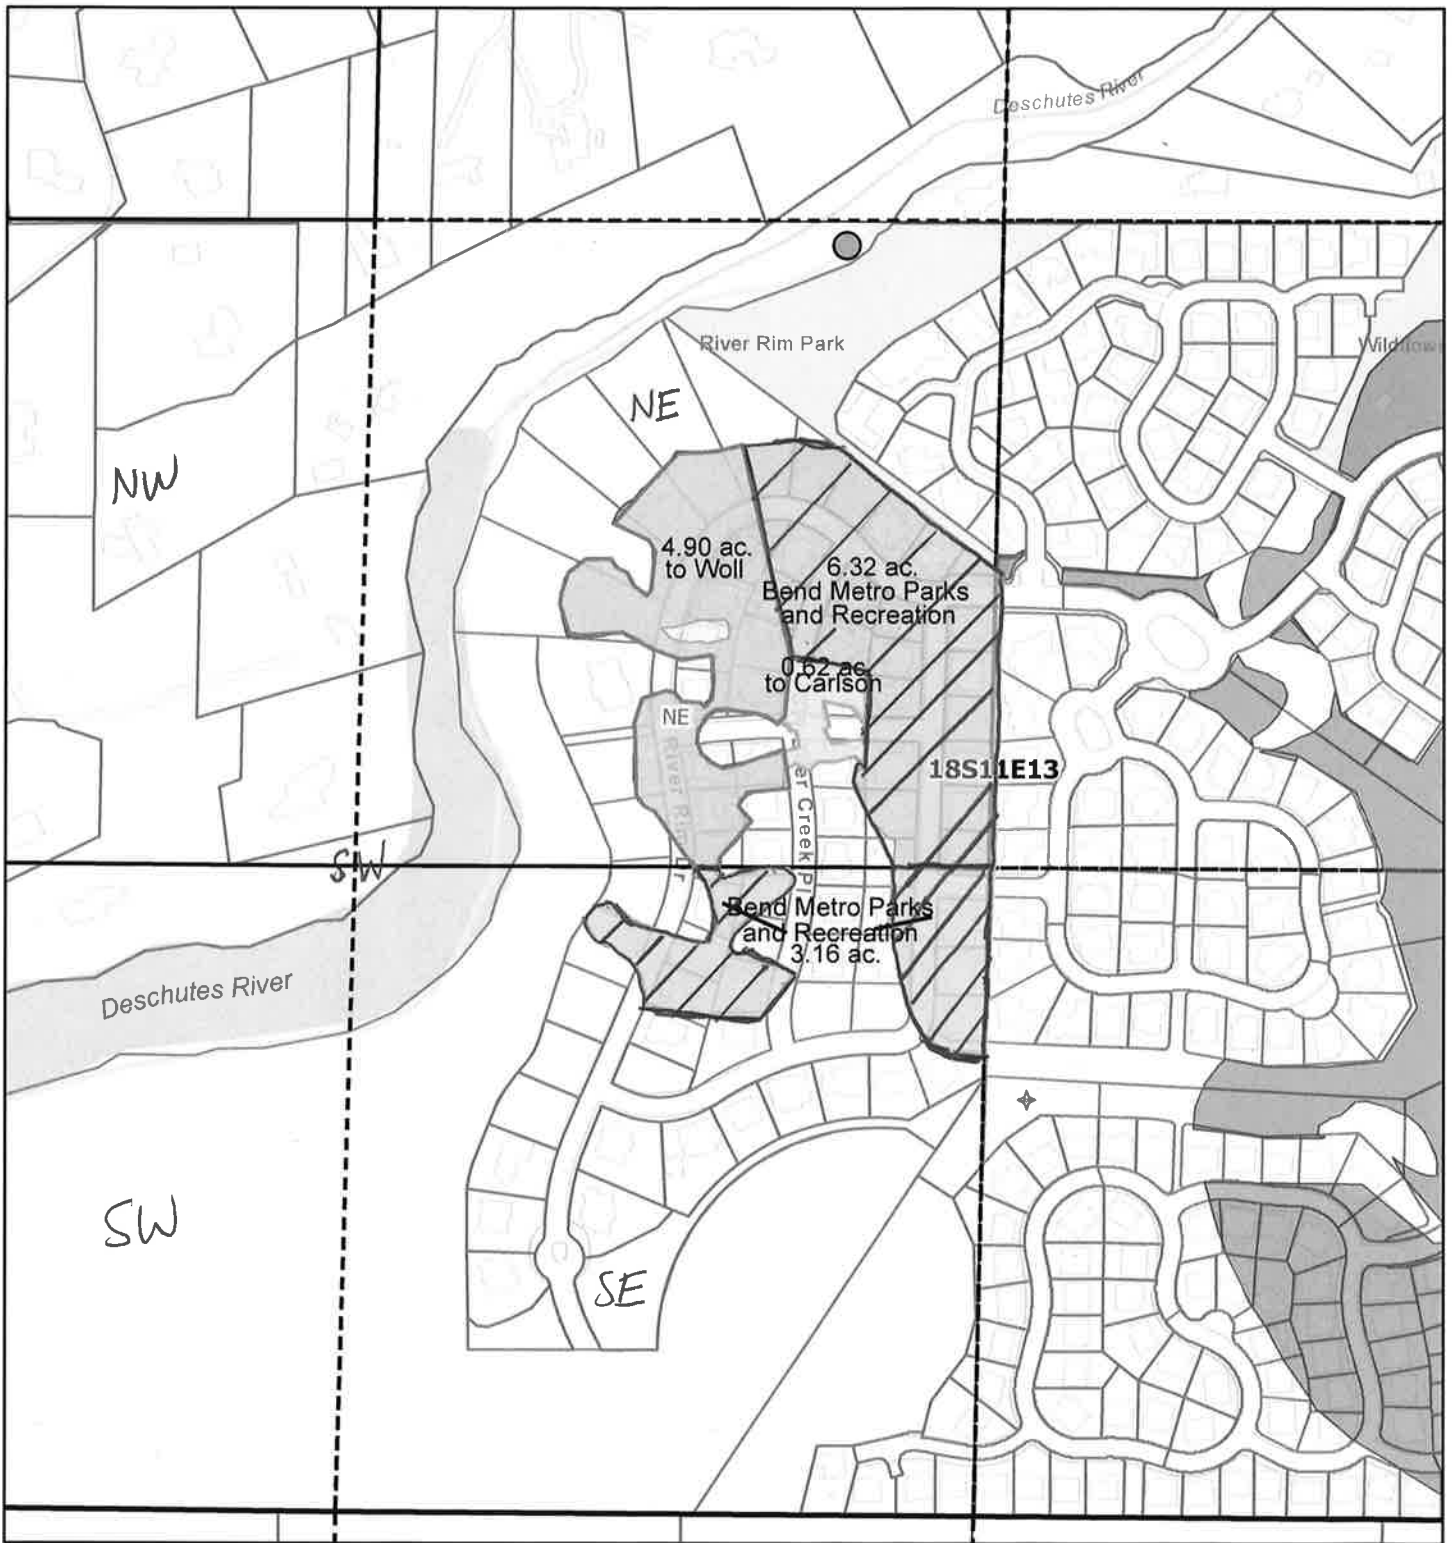 Deschutes River
River Rim Park
Wildflow
NE
NW
4.90 ac.
to Woll
6.32 ac.
Bend Metro Parks
and Recreation
0.62 ac.
to Carlson
NE
River Rim Dr
er Creek Pl
18S11E13
SW
Bend Metro Parks
and Recreation
3.16 ac.
Deschutes River
SW
SE